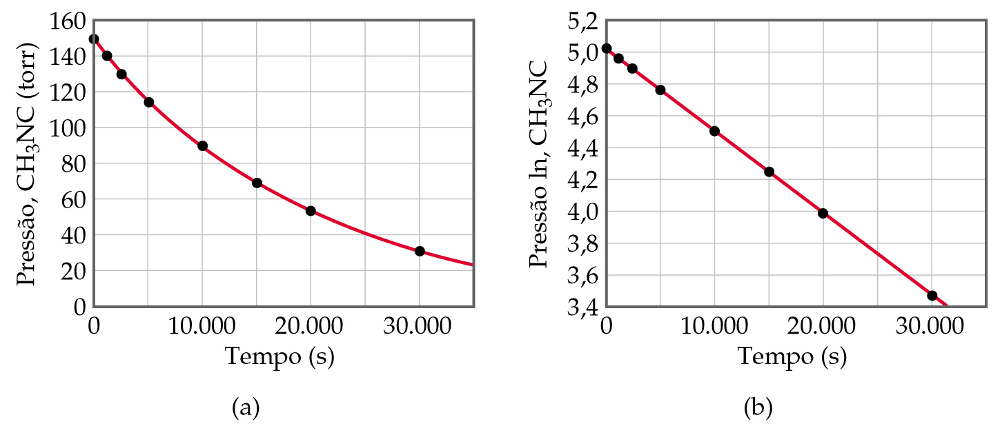 160
140
120
100
80
60
40
20
0
Pressão, CH₃NC (torr)
0 10.000 20.000 30.000
Tempo (s)
(a)
5,2
5,0
4,8
4,6
4,4
4,2
4,0
3,8
3,6
3,4
Pressão ln, CH₃NC
0 10.000 20.000 30.000
Tempo (s)
(b)